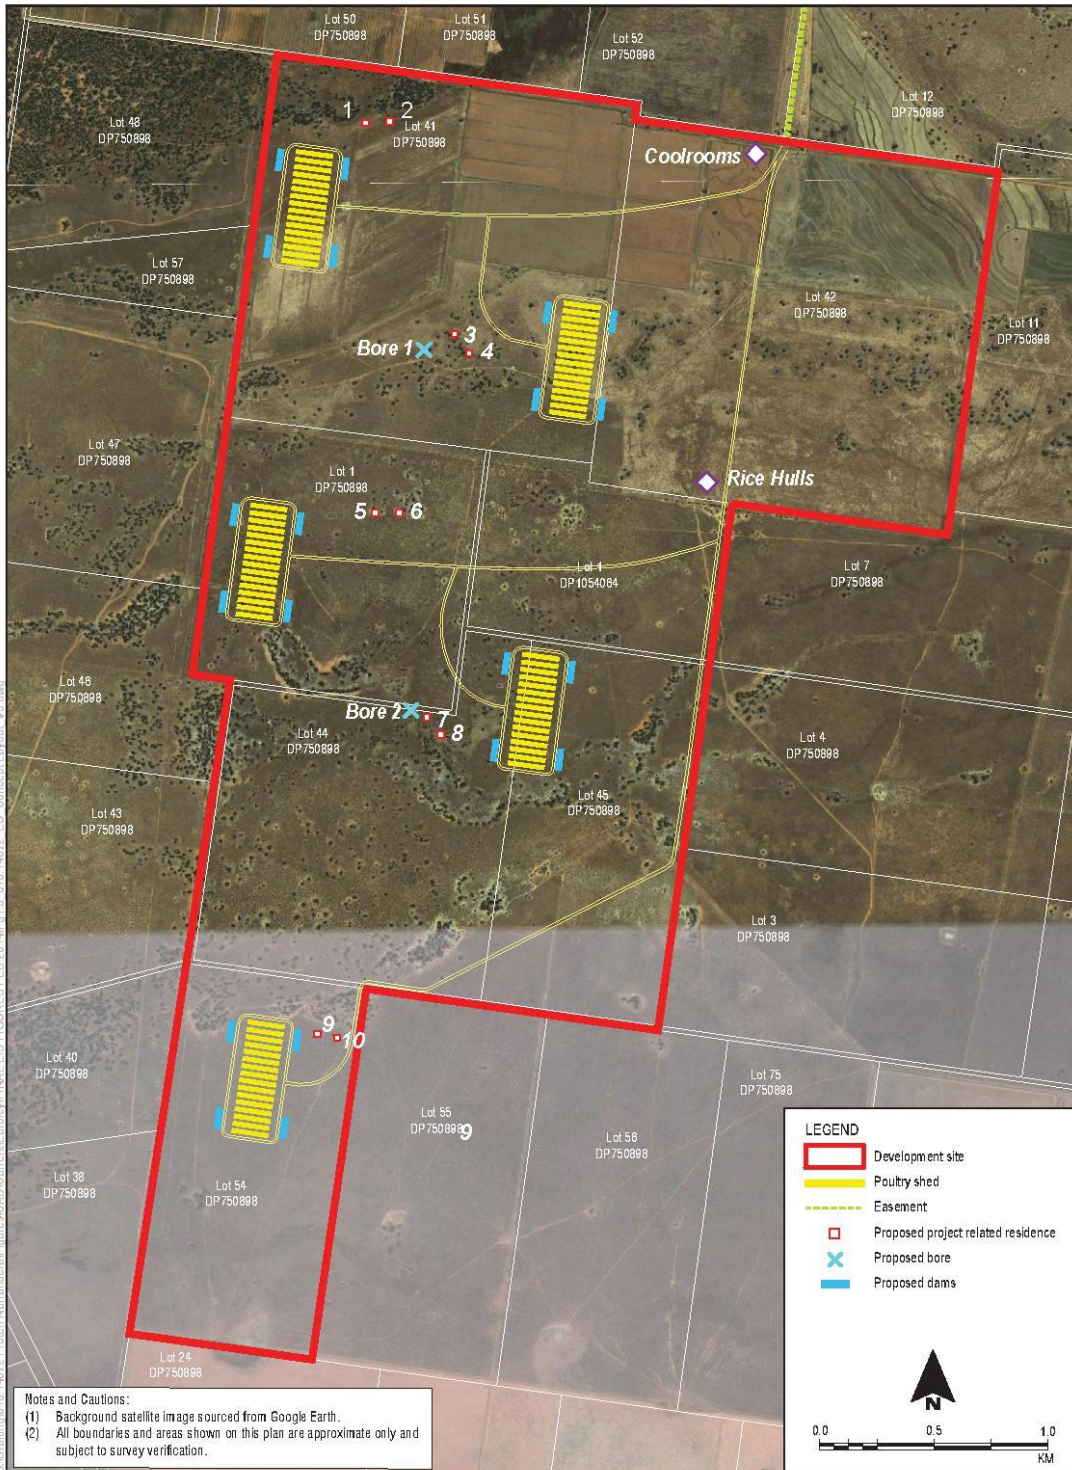 Lot 50
DP750898
Lot 51
DP750898
Lot 52
DP750898
Lot 12
DP750898
Lot 48
DP750898
1
2
Lot 41
DP750898
Coolrooms
Lot 57
DP750898
Lot 42
DP750898
Lot 11
DP750898
3
Bore 1
4
Lot 47
DP750898
Lot 1
DP750898
Rice Hulls
5
6
Lot 1
DP1054064
Lot 7
DP750898
Lot 46
DP750898
Bore 2
7
8
Lot 44
DP750898
Lot 4
DP750898
Lot 45
DP750898
Lot 43
DP750898
Lot 3
DP750898
9
10
Lot 40
DP750898
Lot 75
DP750898
Lot 55
DP750898
9
Lot 56
DP750898
Lot 38
DP750898
Lot 54
DP750898
Lot 24
DP750898
LEGEND
Development site
Poultry shed
Easement
Proposed project related residence
Proposed bore
Proposed dams
N
0.0 0.5 1.0
KM
Notes and Cautions:
(1) Background satellite image sourced from Google Earth.
(2) All boundaries and areas shown on this plan are approximate only and
subject to survey verification.